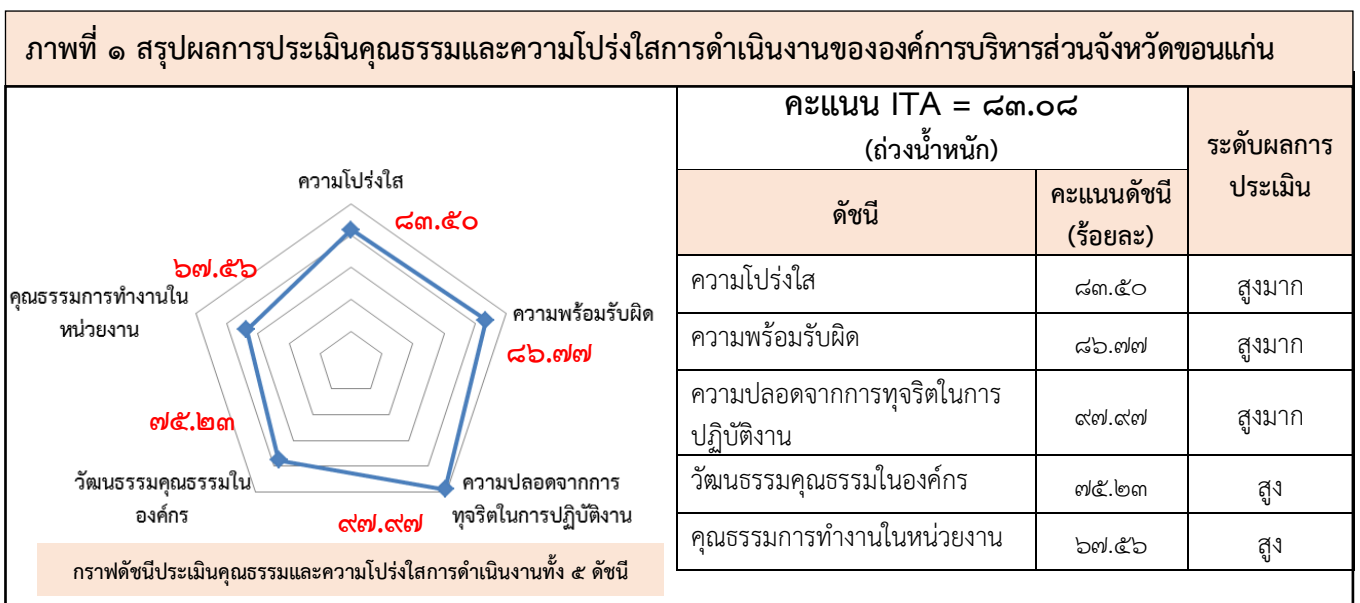 ภาพที่ ๑ สรุปผลการประเมินคุณธรรมและความโปร่งใสการดำเนินงานขององค์การบริหารส่วนจังหวัดขอนแก่น
ความโปร่งใส
๘๓.๕๐
๖๗.๕๖
คุณธรรมการทำงานใน
หน่วยงาน
ความพร้อมรับผิด
๘๖.๗๗
๗๕.๒๓
วัฒนธรรมคุณธรรมใน
องค์กร
๙๗.๙๗
ความปลอดจากการ
ทุจริตในการปฏิบัติงาน
กราฟดัชนีประเมินคุณธรรมและความโปร่งใสการดำเนินงานทั้ง ๕ ดัชนี
คะแนน ITA = ๘๓.๐๘
(ถ่วงน้ำหนัก)
ระดับผลการ
ประเมิน
ดัชนี
คะแนนดัชนี
(ร้อยละ)
ความโปร่งใส ๘๓.๕๐ สูงมาก
ความพร้อมรับผิด ๘๖.๗๗ สูงมาก
ความปลอดจากการทุจริตในการ
ปฏิบัติงาน ๙๗.๙๗ สูงมาก
วัฒนธรรมคุณธรรมในองค์กร ๗๕.๒๓ สูง
คุณธรรมการทำงานในหน่วยงาน ๖๗.๕๖ สูง